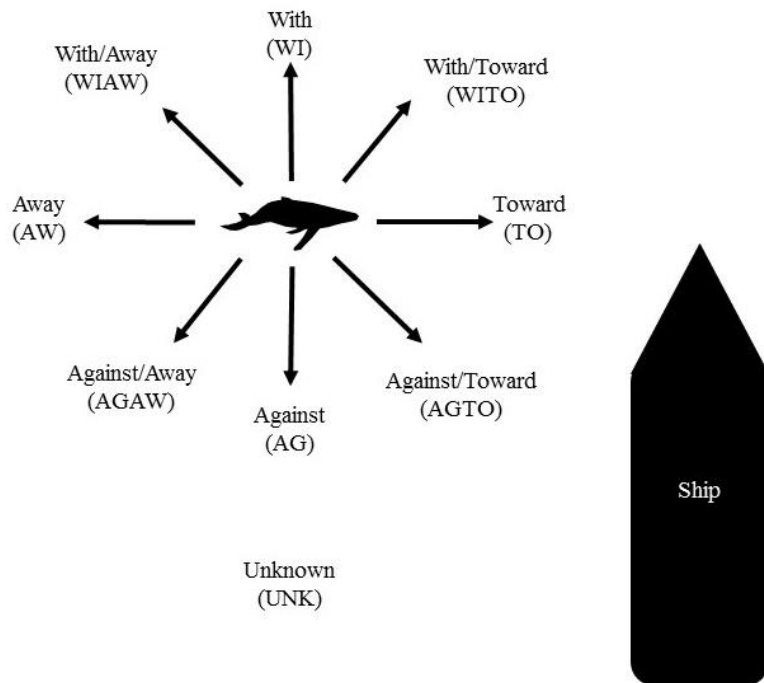 With
(WI)
With/Away
(WIAW)
With/Toward
(WITO)
Away
(AW)
Toward
(TO)
Against/Away
(AGAW)
Against/Toward
(AGTO)
Against
(AG)
Ship
Unknown
(UNK)